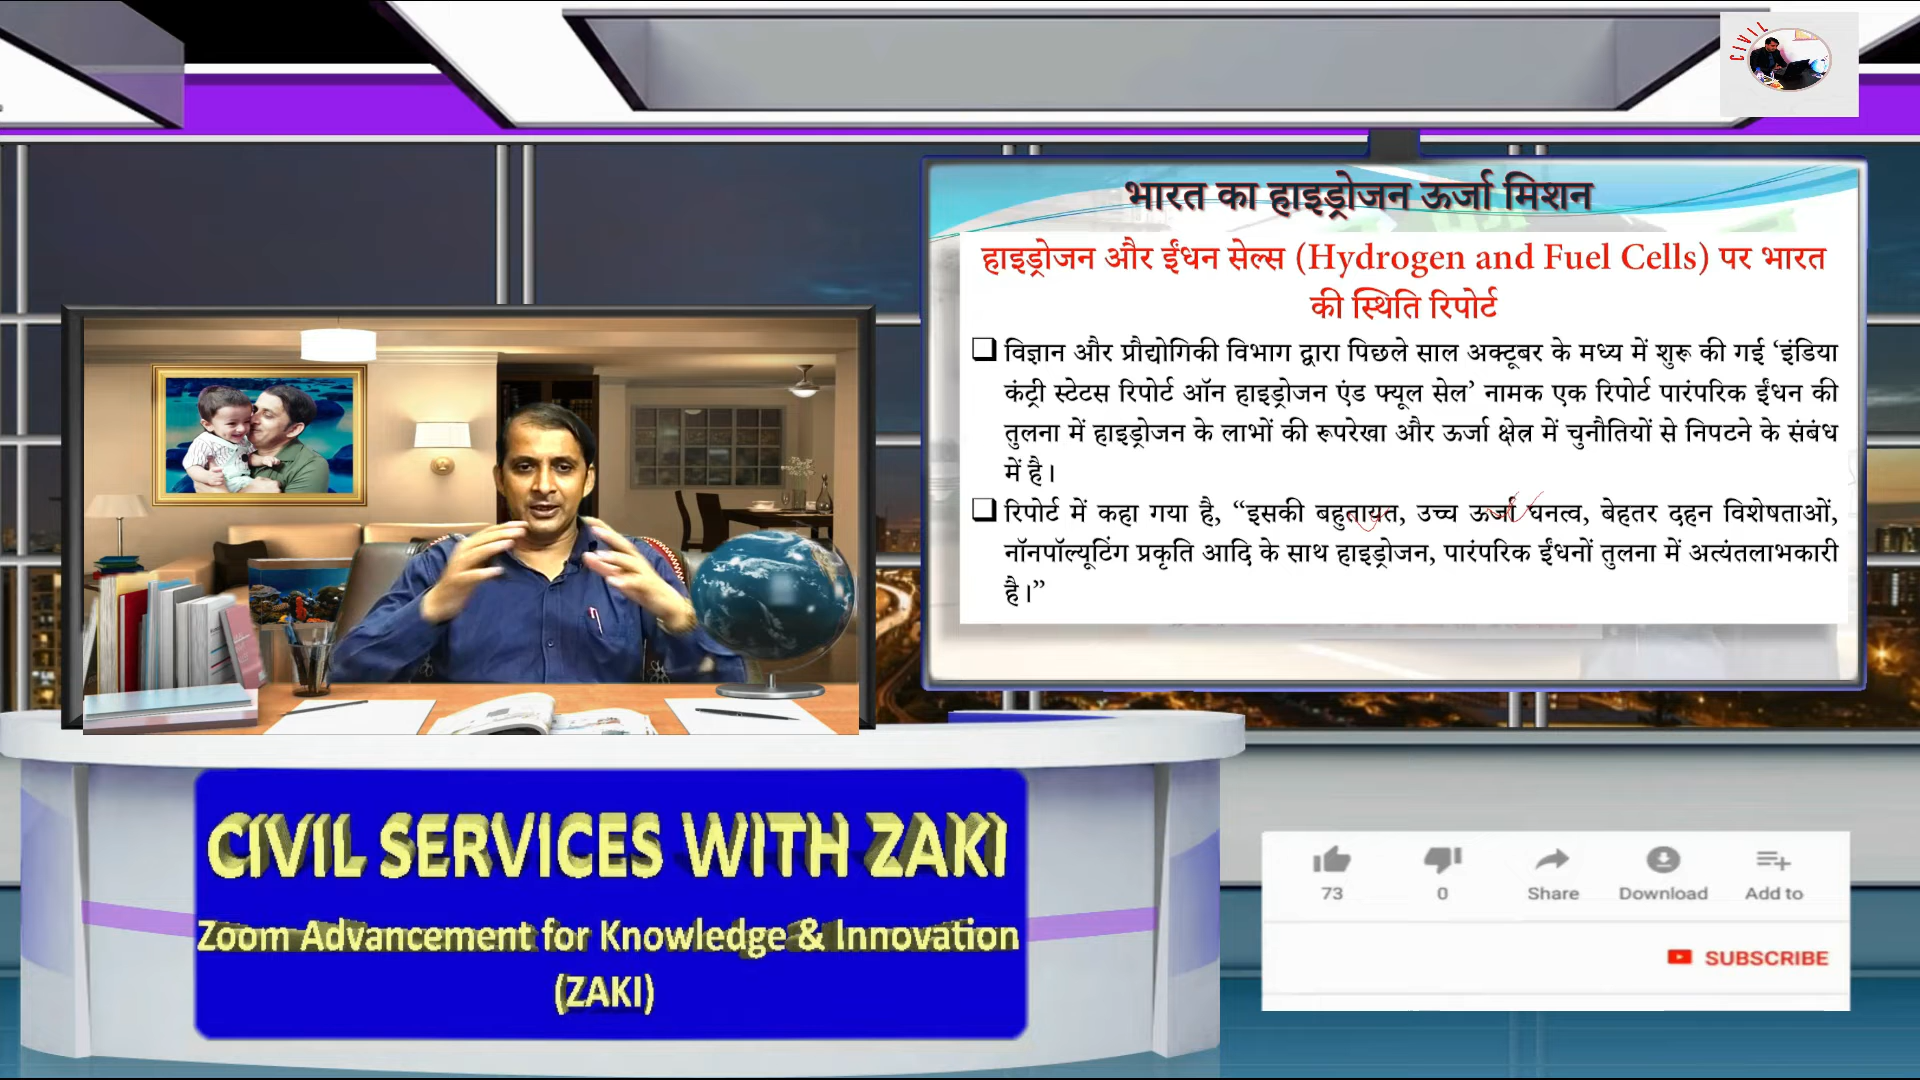 CIVIL
भारत का हाइड्रोजन ऊर्जा मिशन
हाइड्रोजन और ईंधन सेल्स (Hydrogen and Fuel Cells) पर भारत
की स्थिति रिपोर्ट
विज्ञान और प्रौद्योगिकी विभाग द्वारा पिछले साल अक्टूबर के मध्य में शुरू की गई ‘इंडिया
कंट्री स्टेटस रिपोर्ट ऑन हाइड्रोजन एंड फ्यूल सेल’ नामक एक रिपोर्ट पारंपरिक ईंधन की
तुलना में हाइड्रोजन के लाभों की रूपरेखा और ऊर्जा क्षेत्र में चुनौतियों से निपटने के संबंध
में है।
रिपोर्ट में कहा गया है, “इसकी बहुतायत, उच्च ऊर्जा घनत्व, बेहतर दहन विशेषताओं,
नॉनपॉल्यूटिंग प्रकृति आदि के साथ हाइड्रोजन, पारंपरिक ईंधनों तुलना में अत्यंतलाभकारी
है।”
CIVIL SERVICES WITH ZAKI
Zoom Advancement for Knowledge & Innovation
(ZAKI)
73 0 Share Download Add to
SUBSCRIBE